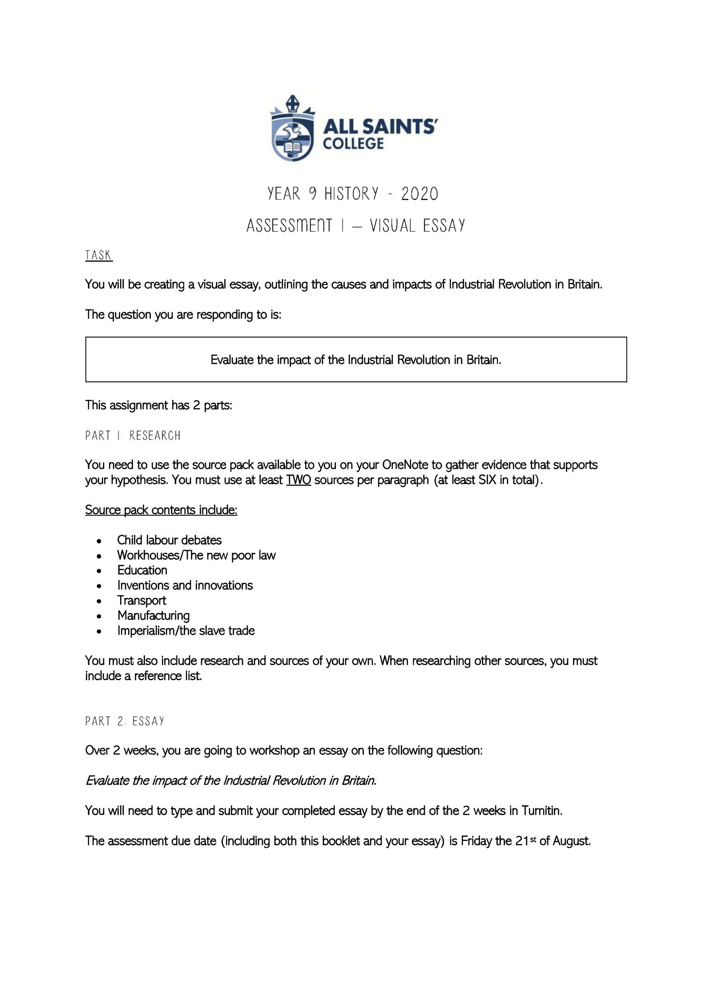 ALL SAINTS'
COLLEGE
YEAR 9 HISTORY - 2020
ASSESSMENT 1 – VISUAL ESSAY
TASK
You will be creating a visual essay, outlining the causes and impacts of Industrial Revolution in Britain.
The question you are responding to is:
Evaluate the impact of the Industrial Revolution in Britain.
This assignment has 2 parts:
PART 1: RESEARCH
You need to use the source pack available to you on your OneNote to gather evidence that supports
your hypothesis. You must use at least TWO sources per paragraph (at least SIX in total).
Source pack contents include:
• Child labour debates
• Workhouses/The new poor law
• Education
• Inventions and innovations
• Transport
• Manufacturing
• Imperialism/the slave trade
You must also include research and sources of your own. When researching other sources, you must
include a reference list.
PART 2: ESSAY
Over 2 weeks, you are going to workshop an essay on the following question:
Evaluate the impact of the Industrial Revolution in Britain.
You will need to type and submit your completed essay by the end of the 2 weeks in Turnitin.
The assessment due date (including both this booklet and your essay) is Friday the 21st of August.